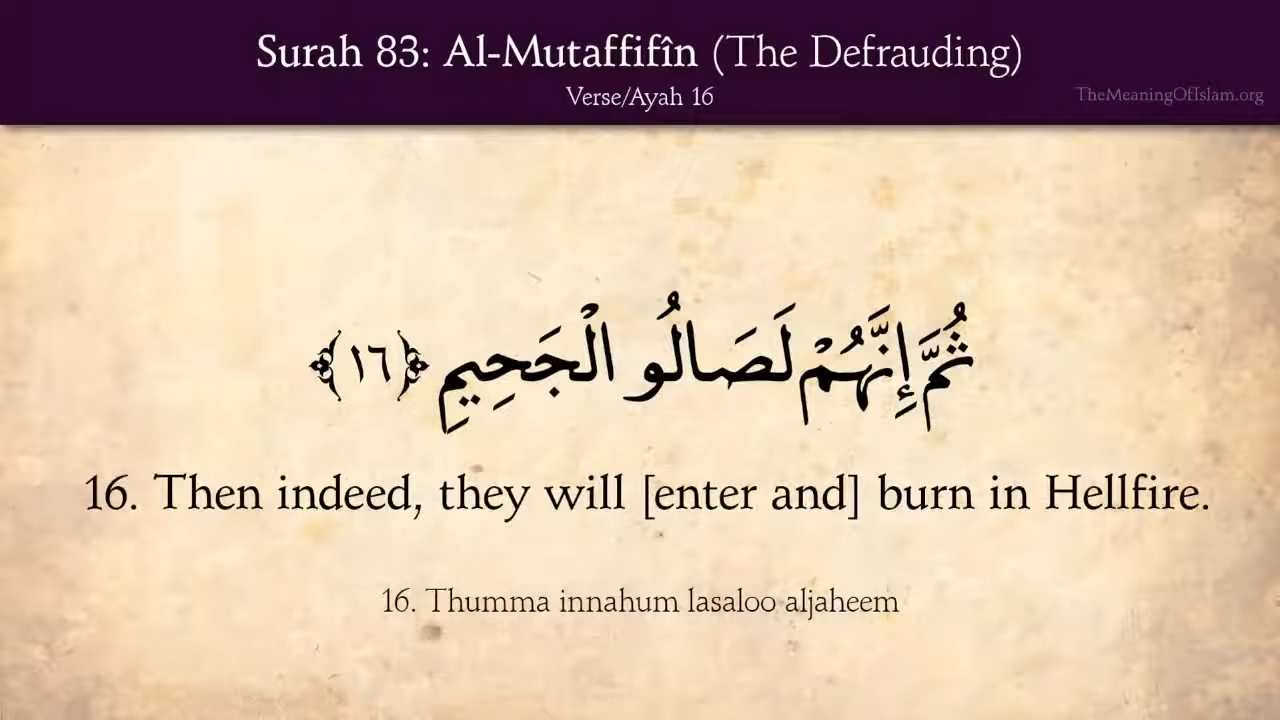 Surah 83: Al-Mutaffifîn (The Defrauding)
Verse/Ayah 16
TheMeaningOfIslam.org
ثُمَّ إِنَّهُمْ لَصَالُو الْجَحِيمِ ﴿١٦﴾
16. Then indeed, they will [enter and] burn in Hellfire.
16. Thumma innahum lasaloo aljaheem